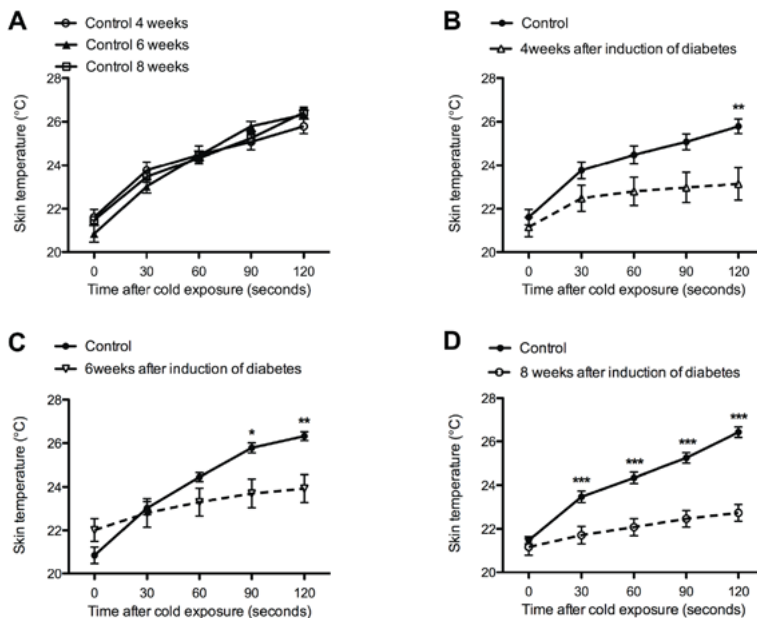 A
Control 4 weeks
Control 6 weeks
Control 8 weeks
28
26
24
22
20
Skin temperature (°C)
0 30 60 90 120
Time after cold exposure (seconds)
B
Control
4weeks after induction of diabetes
28
26
24
22
20
Skin temperature (°C)
**
0 30 60 90 120
Time after cold exposure (seconds)
C
Control
6weeks after induction of diabetes
28
26
24
22
20
Skin temperature (°C)
* **
0 30 60 90 120
Time after cold exposure (seconds)
D
Control
8 weeks after induction of diabetes
28
26
24
22
20
Skin temperature (°C)
*** *** *** ***
0 30 60 90 120
Time after cold exposure (seconds)